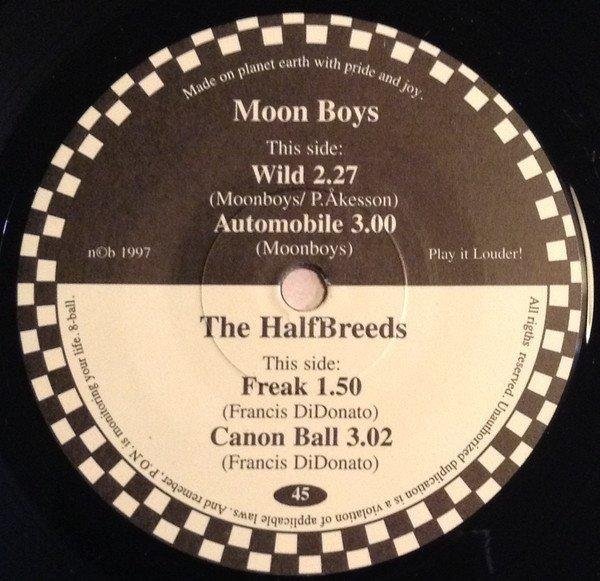 Made on planet earth with pride and joy.
Moon Boys
This side:
Wild 2.27
(Moonboys/ P.Åkesson)
Automobile 3.00
(Moonboys)
n©b 1997
Play it Louder!
The HalfBreeds
This side:
Freak 1.50
(Francis DiDonato)
Canon Ball 3.02
(Francis DiDonato)
45
All rigths reserved. Unauthorized duplication is a violation of applicable laws. And remeber, P.O.N. is monitoring your life. 8-ball.